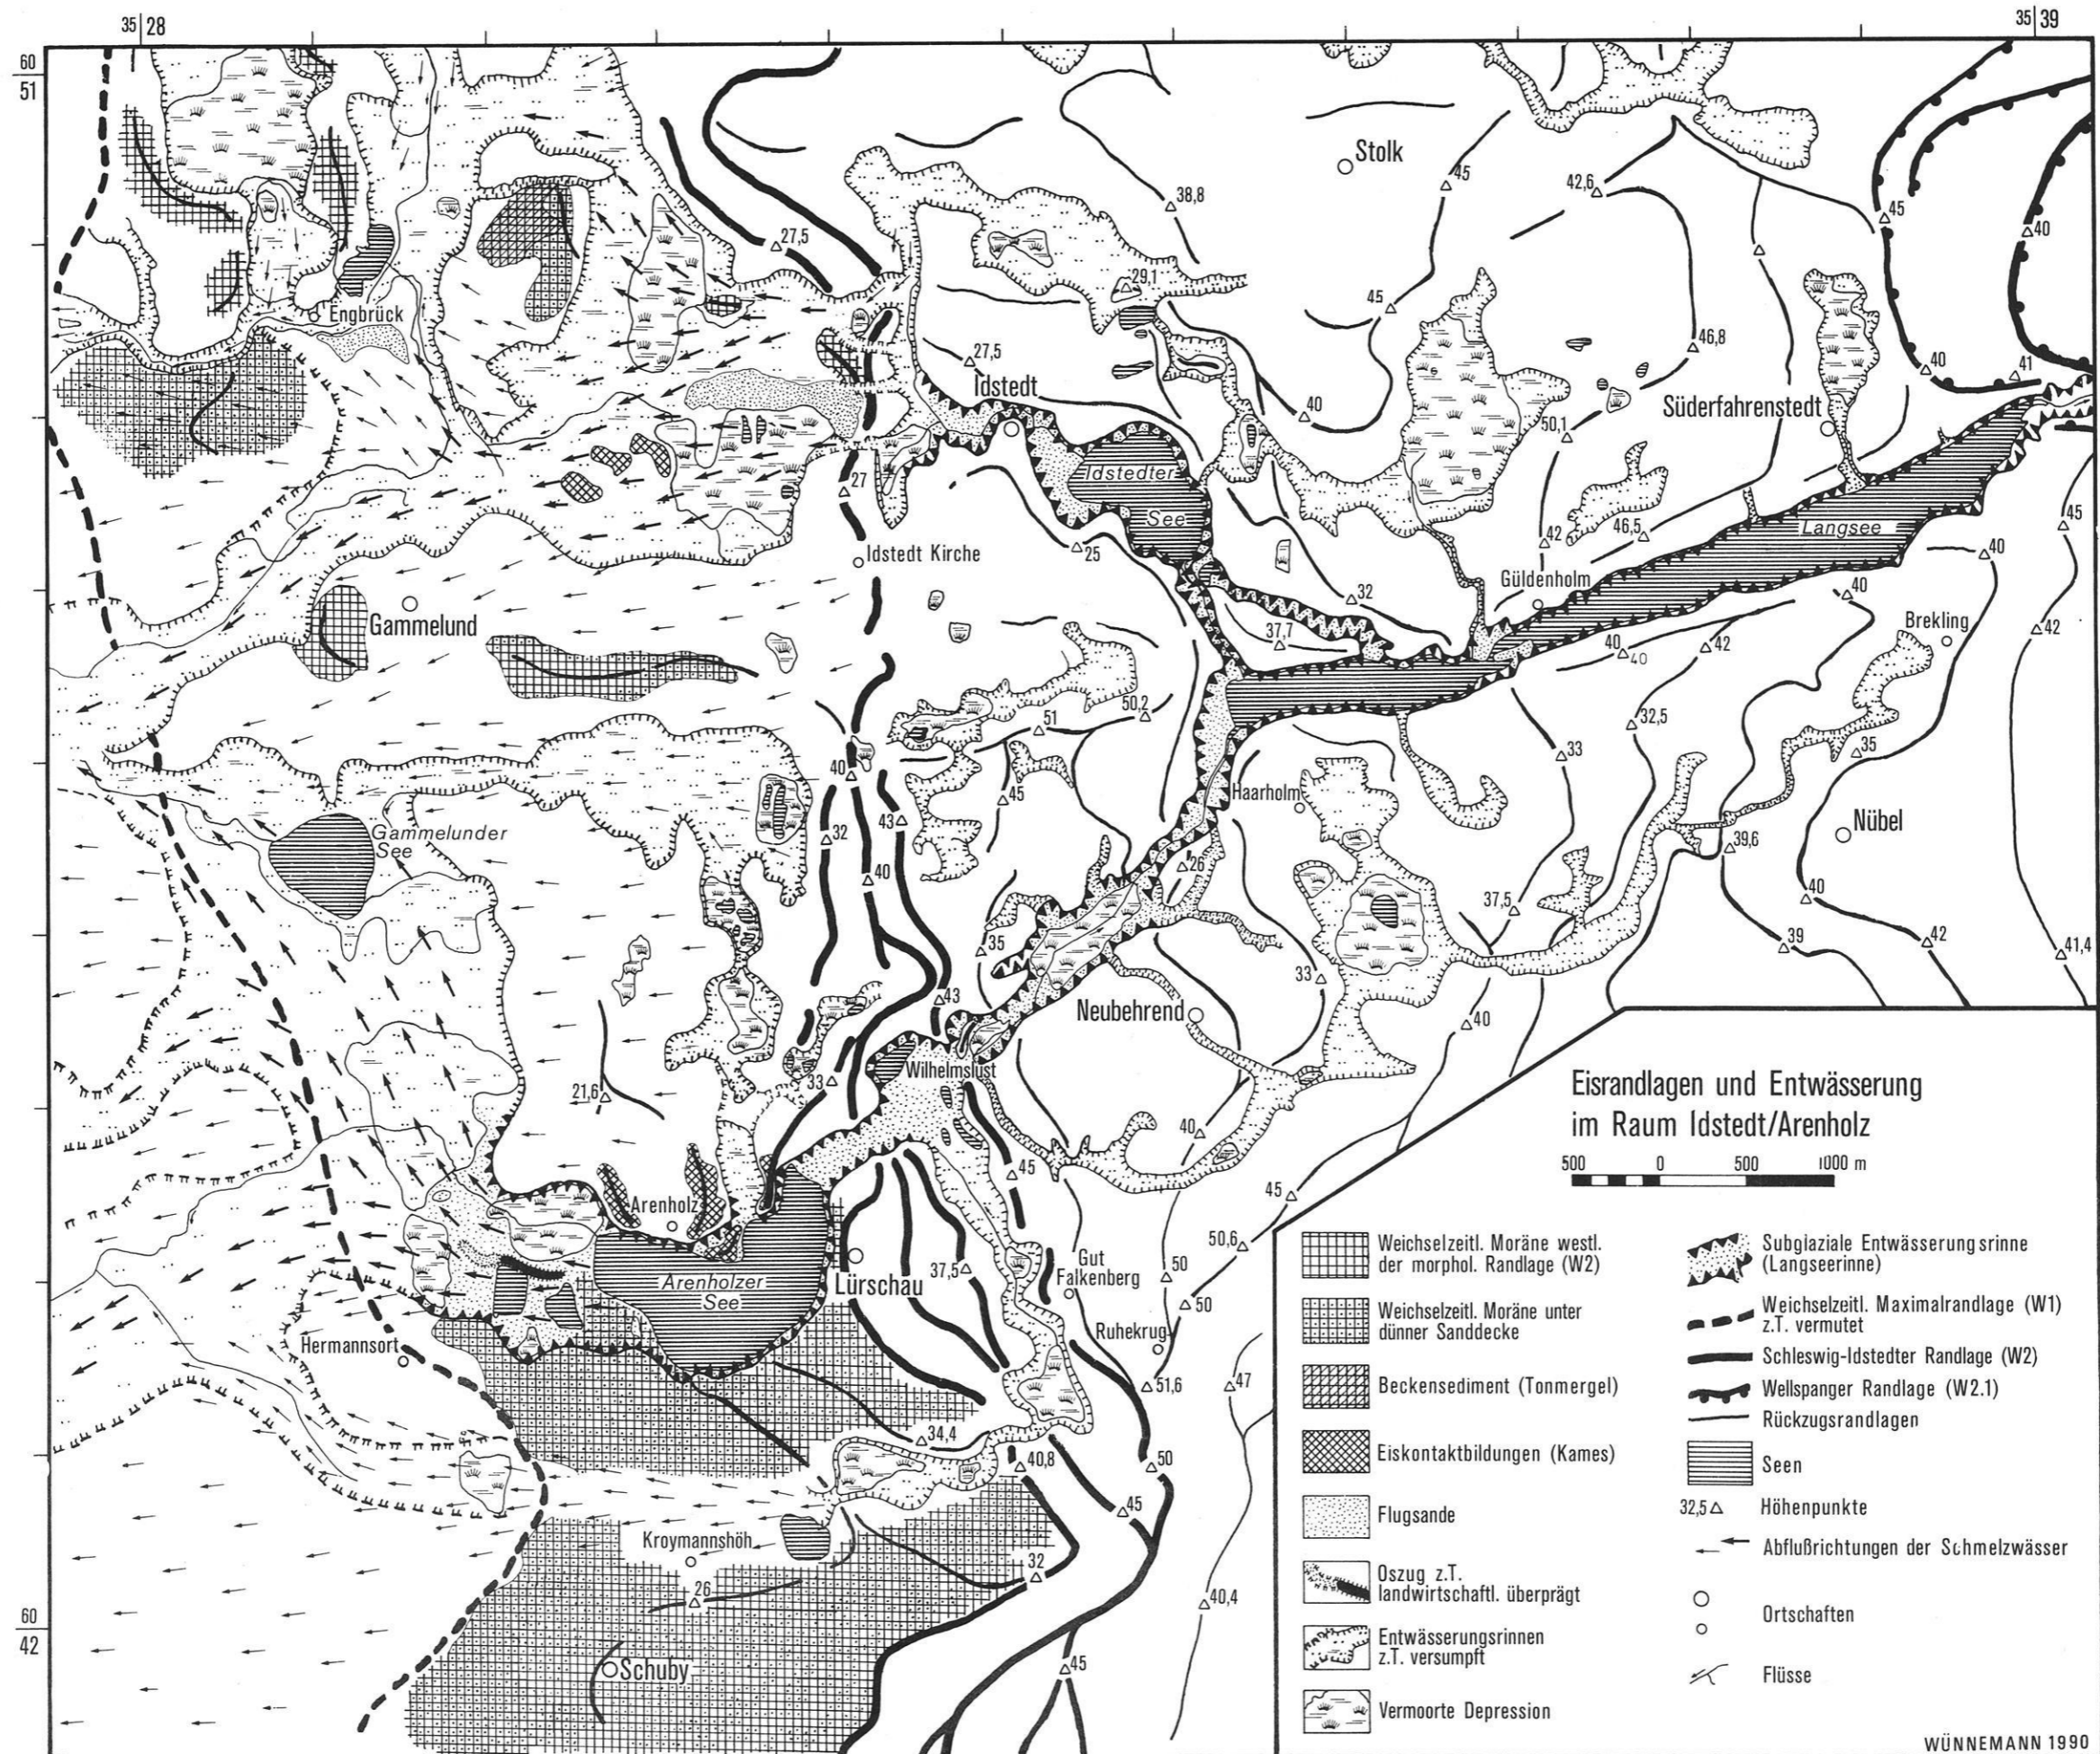 35 28
35 39
60
51
Stolk
45
42,6
38,8
45
40
27,5
29,1
45
Engbrück
46,8
27,5
40
41
Idstedt
40
Süderfahrenstedt
50,1
Idstedter
See
27
46,5
42
Langsee
45
25
Idstedt Kirche
40
Güldenholm
32
40
Gammelund
37,7
Brekling
42
40
40
42
50,2
51
32,5
33
35
40
45
Haarholm
Gammelunder
See
32
43
Nübel
39,6
26
40
40
37,5
35
39
42
41,4
33
43
Neubehrend
40
Wilhelmslust
33
21,6
40
45
45
Arenholz
50,6
Gut
Falkenberg
50
Arenholzer
See
Lürschau
37,5
50
Ruhekrug
Hermannsort
51,6
47
34,4
40,8
50
45
Kroymannshöh
32
26
40,4
60
42
Schuby
45
Eisrandlagen und Entwässerung
im Raum Idstedt/Arenholz
500 0 500 1000 m
Weichselzeitl. Moräne westl.
der morphol. Randlage (W2)
Weichselzeitl. Moräne unter
dünner Sanddecke
Beckensediment (Tonmergel)
Eiskontaktbildungen (Kames)
Flugsande
Oszug z.T.
landwirtschaftl. überprägt
Entwässerungsrinnen
z.T. versumpft
Vermoorte Depression
Subglaziale Entwässerungsrinne
(Langseerinne)
Weichselzeitl. Maximalrandlage (W1)
z.T. vermutet
Schleswig-Idstedter Randlage (W2)
Wellspanger Randlage (W2.1)
Rückzugsrandlagen
Seen
32,5 Höhenpunkte
Abflußrichtungen der Schmelzwässer
Ortschaften
Flüsse
WÜNNEMANN 1990